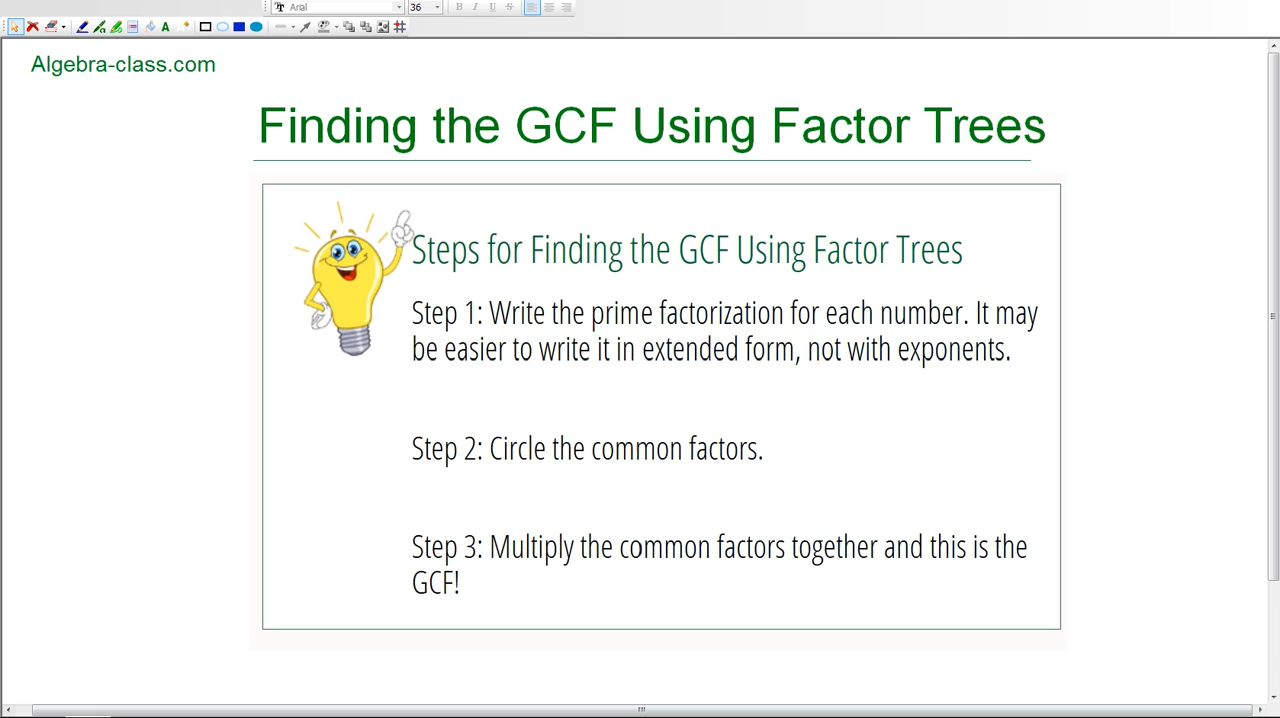 Arial
36
B I U S
A
Algebra-class.com
Finding the GCF Using Factor Trees
Steps for Finding the GCF Using Factor Trees
Step 1: Write the prime factorization for each number. It may
be easier to write it in extended form, not with exponents.
Step 2: Circle the common factors.
Step 3: Multiply the common factors together and this is the
GCF!